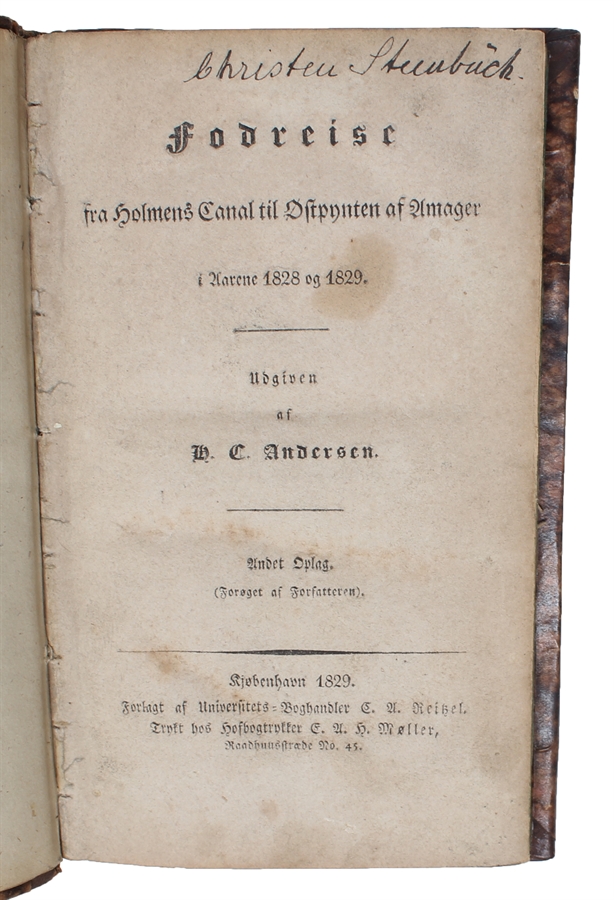 Christen Steenbüch.
Fodreise
fra Holmens Canal til Østpynten af Amager
i Aarene 1828 og 1829.
Udgiven
af
H. C. Andersen.
Andet Oplag.
(Forøget af Forfatteren).
Kjøbenhavn 1829.
Forlagt af Universitets-Boghandler C. A. Reitzel.
Trykt hos Hofbogtrykker E. A. H. Møller,
Raadhuusstræde No. 45.